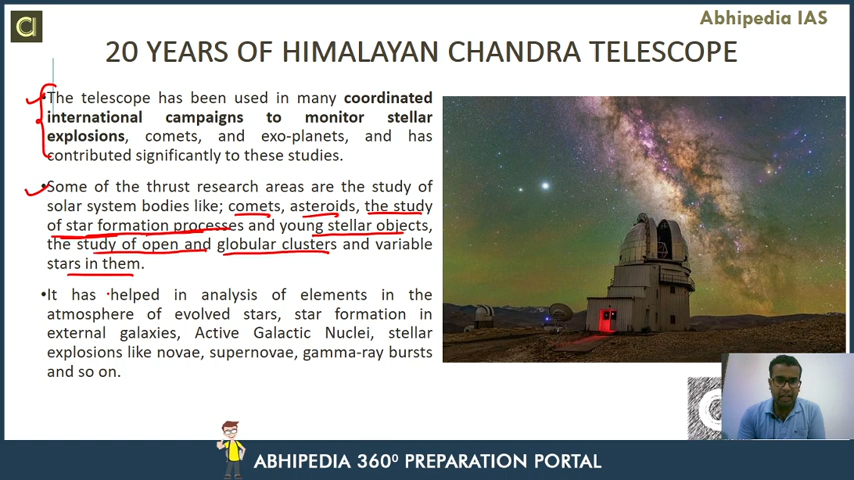 Abhipedia IAS
20 YEARS OF HIMALAYAN CHANDRA TELESCOPE
•The telescope has been used in many coordinated
international campaigns to monitor stellar
explosions, comets, and exo-planets, and has
contributed significantly to these studies.
•Some of the thrust research areas are the study of
solar system bodies like; comets, asteroids, the study
of star formation processes and young stellar objects,
the study of open and globular clusters and variable
stars in them.
•It has helped in analysis of elements in the
atmosphere of evolved stars, star formation in
external galaxies, Active Galactic Nuclei, stellar
explosions like novae, supernovae, gamma-ray bursts
and so on.
ABHIPEDIA 360⁰ PREPARATION PORTAL